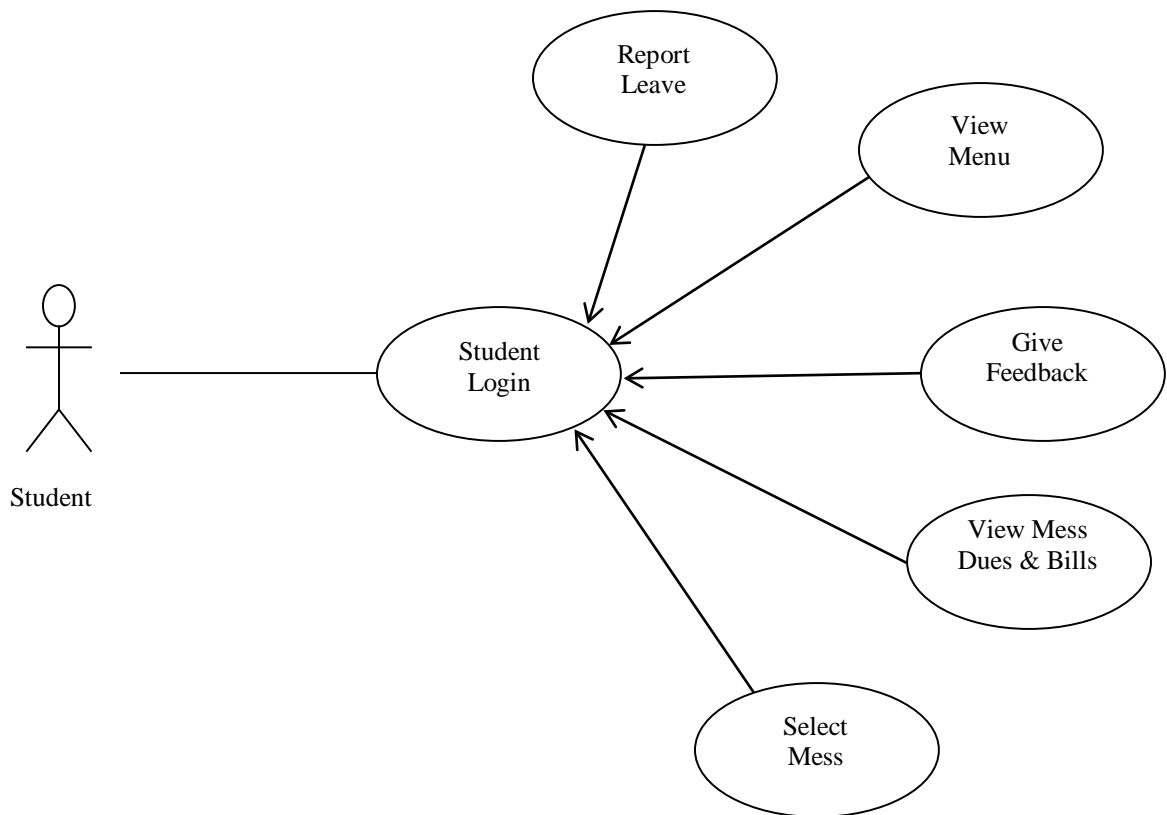 Report
Leave
View
Menu
Student
Login
Give
Feedback
Student
View Mess
Dues & Bills
Select
Mess